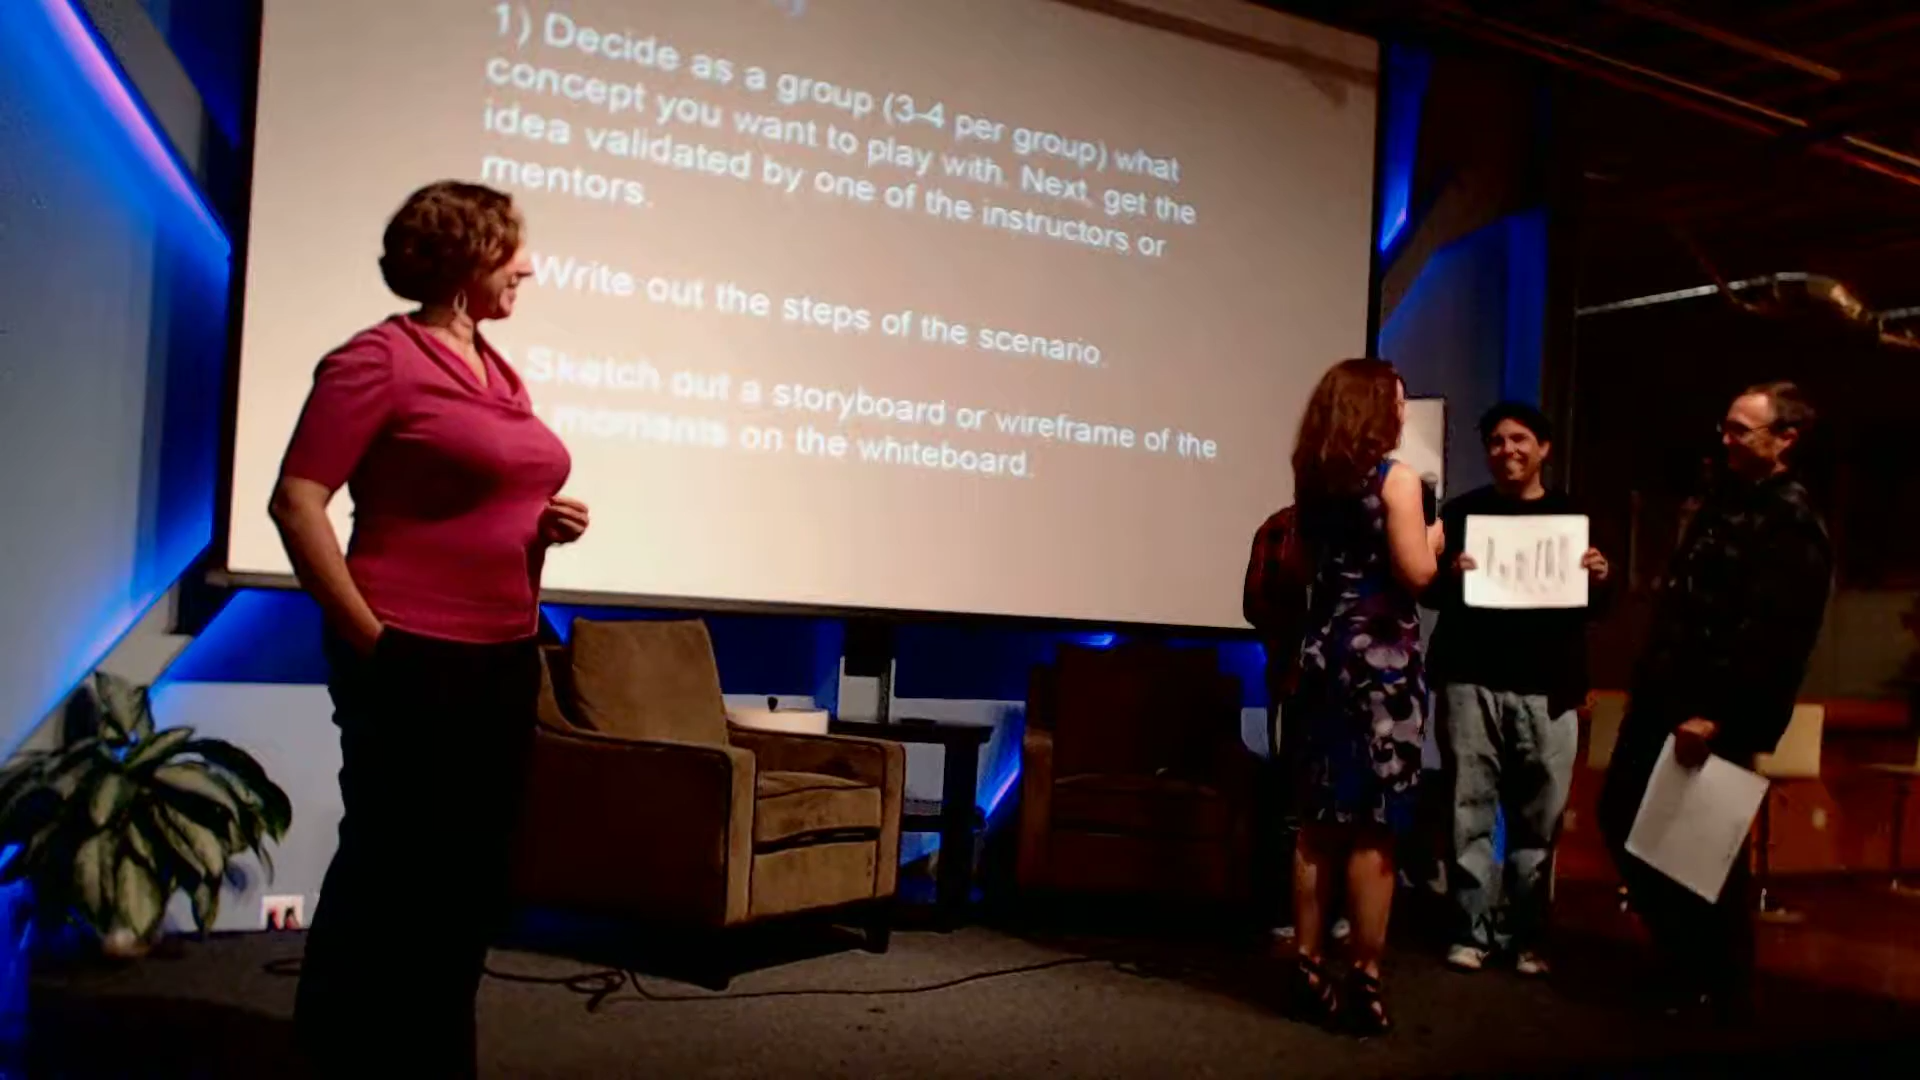 1) Decide as a group (3-4 per group) what
concept you want to play with. Next, get the
idea validated by one of the instructors or
mentors.
Write out the steps of the scenario.
Sketch out a storyboard or wireframe of the
moments on the whiteboard.